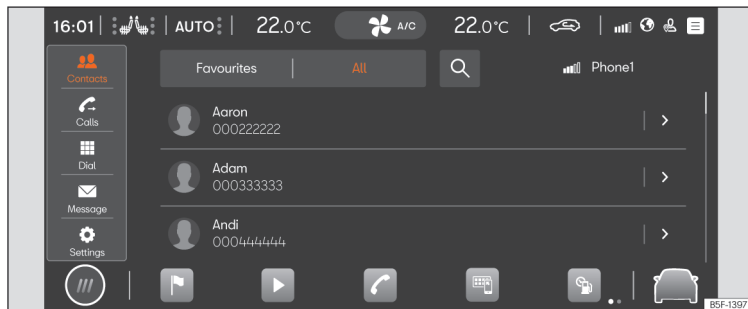 16:01 AUTO 22.0°C A/C 22.0°C
Favourites All Phone1
Contacts
Calls
Dial
Message
Settings
Aaron
000222222
Adam
000333333
Andi
000444444
B5F-1397